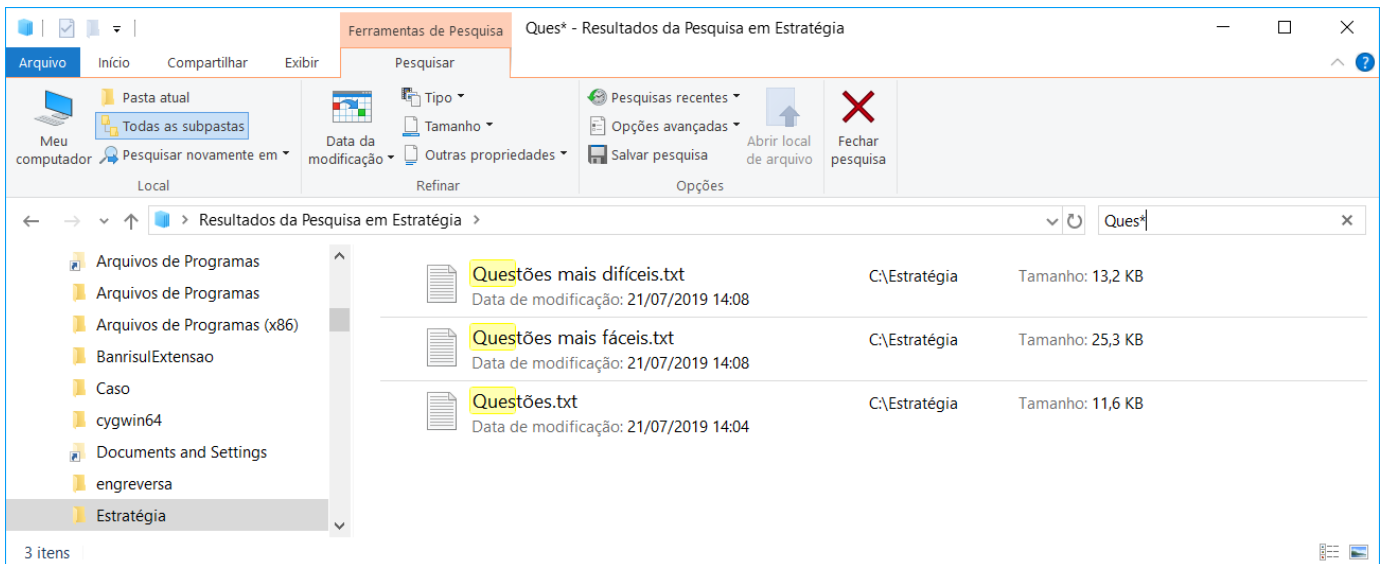 Ferramentas de Pesquisa Ques* - Resultados da Pesquisa em Estratégia
Arquivo Início Compartilhar Exibir Pesquisar
Meu computador
Pasta atual
Todas as subpastas
Pesquisar novamente em
Local
Data da modificação
Tipo
Tamanho
Outras propriedades
Refinar
Pesquisas recentes
Opções avançadas
Salvar pesquisa
Abrir local de arquivo
Opções
Fechar pesquisa
Resultados da Pesquisa em Estratégia Ques*
Arquivos de Programas
Arquivos de Programas
Arquivos de Programas (x86)
BanrisulExtensao
Caso
cygwin64
Documents and Settings
engreversa
Estratégia
Questões mais difíceis.txt C:\Estratégia Tamanho: 13,2 KB
Data de modificação: 21/07/2019 14:08
Questões mais fáceis.txt C:\Estratégia Tamanho: 25,3 KB
Data de modificação: 21/07/2019 14:08
Questões.txt C:\Estratégia Tamanho: 11,6 KB
Data de modificação: 21/07/2019 14:04
3 itens